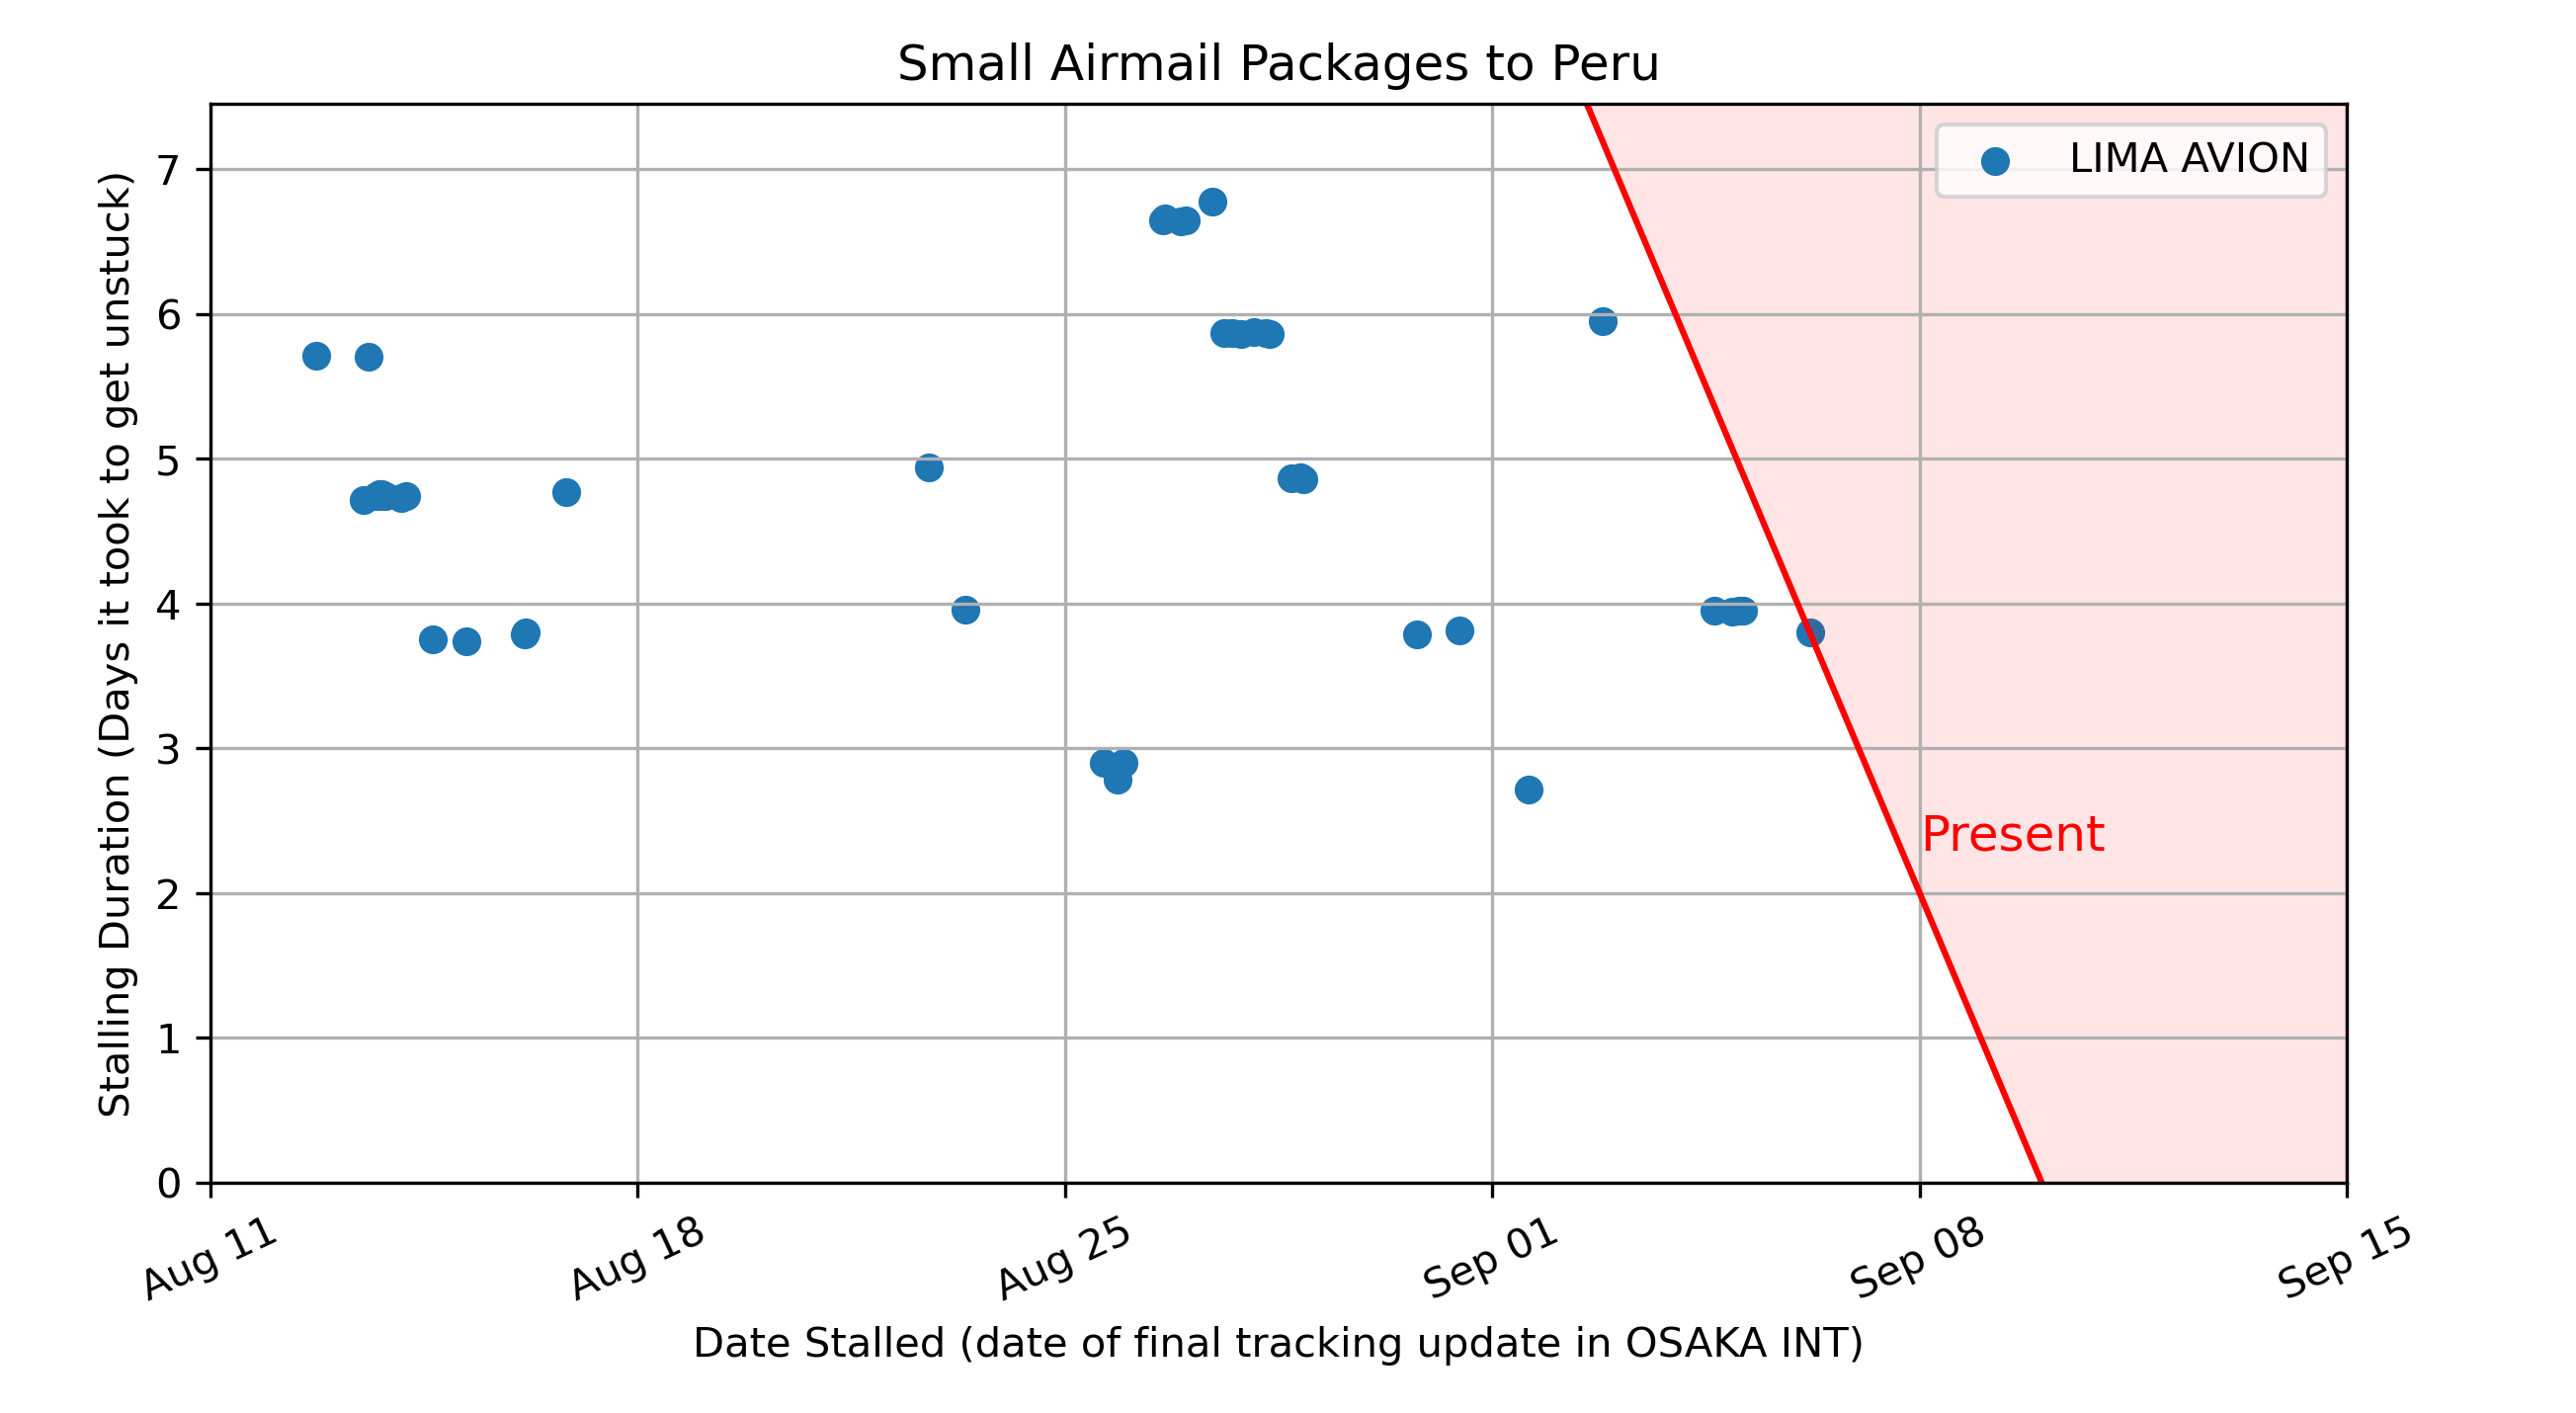 Small Airmail Packages to Peru
LIMA AVION
Stalling Duration (Days it took to get unstuck)
7
6
5
4
3
2
1
0
Present
Aug 11
Aug 18
Aug 25
Sep 01
Sep 08
Sep 15
Date Stalled (date of final tracking update in OSAKA INT)